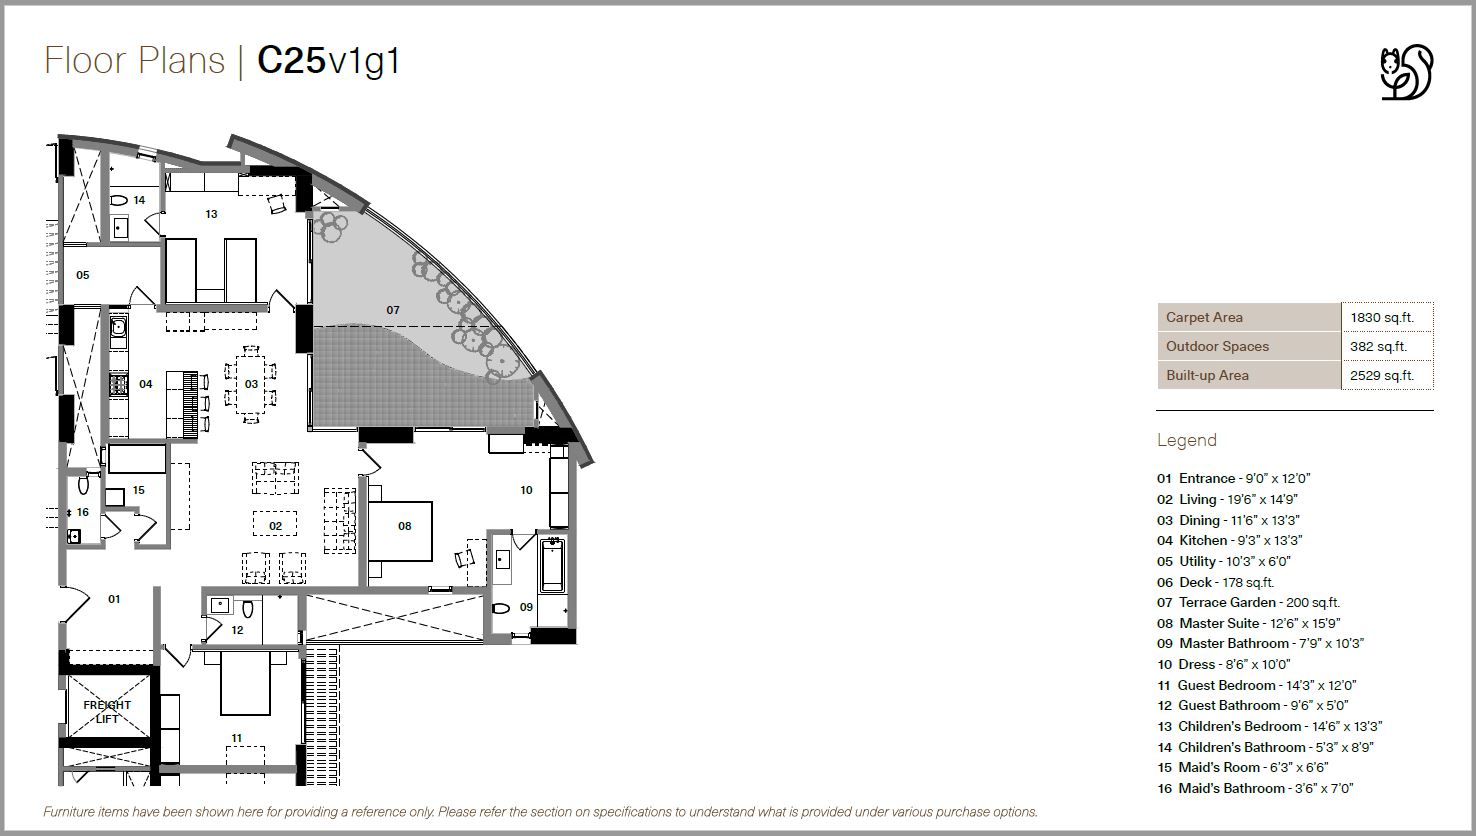 Floor Plans | C25v1g1
14
13
05
07
04
03
15
10
16
02
08
01
09
12
FREIGHT
LIFT
11
Carpet Area 1830 sq.ft.
Outdoor Spaces 382 sq.ft.
Built-up Area 2529 sq.ft.
Legend
01 Entrance - 9'0" x 12'0"
02 Living - 19'6" x 14'9"
03 Dining - 11'6" x 13'3"
04 Kitchen - 9'3" x 13'3"
05 Utility - 10'3" x 6'0"
06 Deck - 178 sq.ft.
07 Terrace Garden - 200 sq.ft.
08 Master Suite - 12'6" x 15'9"
09 Master Bathroom - 7'9" x 10'3"
10 Dress - 8'6" x 10'0"
11 Guest Bedroom - 14'3" x 12'0"
12 Guest Bathroom - 9'6" x 5'0"
13 Children's Bedroom - 14'6" x 13'3"
14 Children's Bathroom - 5'3" x 8'9"
15 Maid's Room - 6'3" x 6'6"
16 Maid's Bathroom - 3'6" x 7'0"
Furniture items have been shown here for providing a reference only. Please refer the section on specifications to understand what is provided under various purchase options.